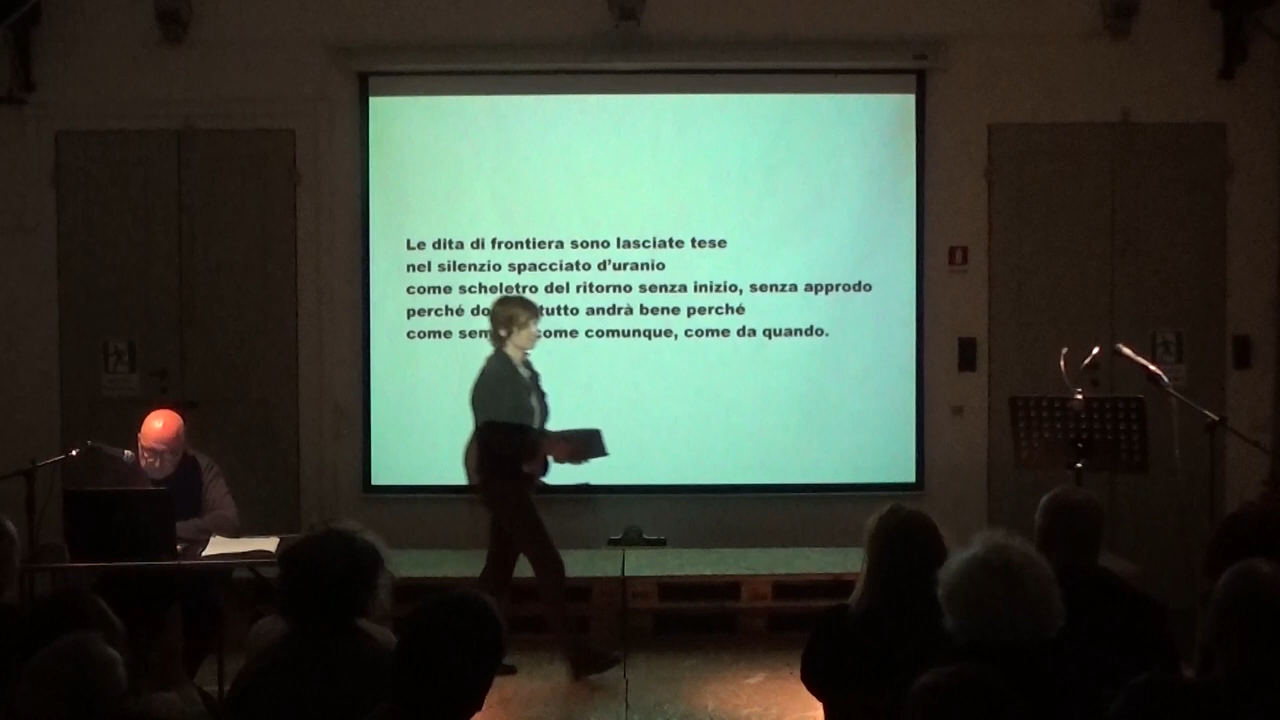 Le dita di frontiera sono lasciate tese
nel silenzio spacciato d'uranio
come scheletro del ritorno senza inizio, senza approdo
perché tutto andrà bene perché
come come comunque, come da quando.